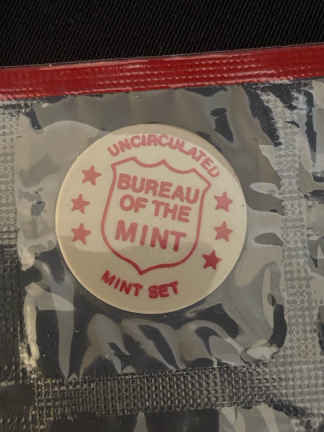 UNCIRCULATED
BUREAU
OF THE
MINT
MINT SET